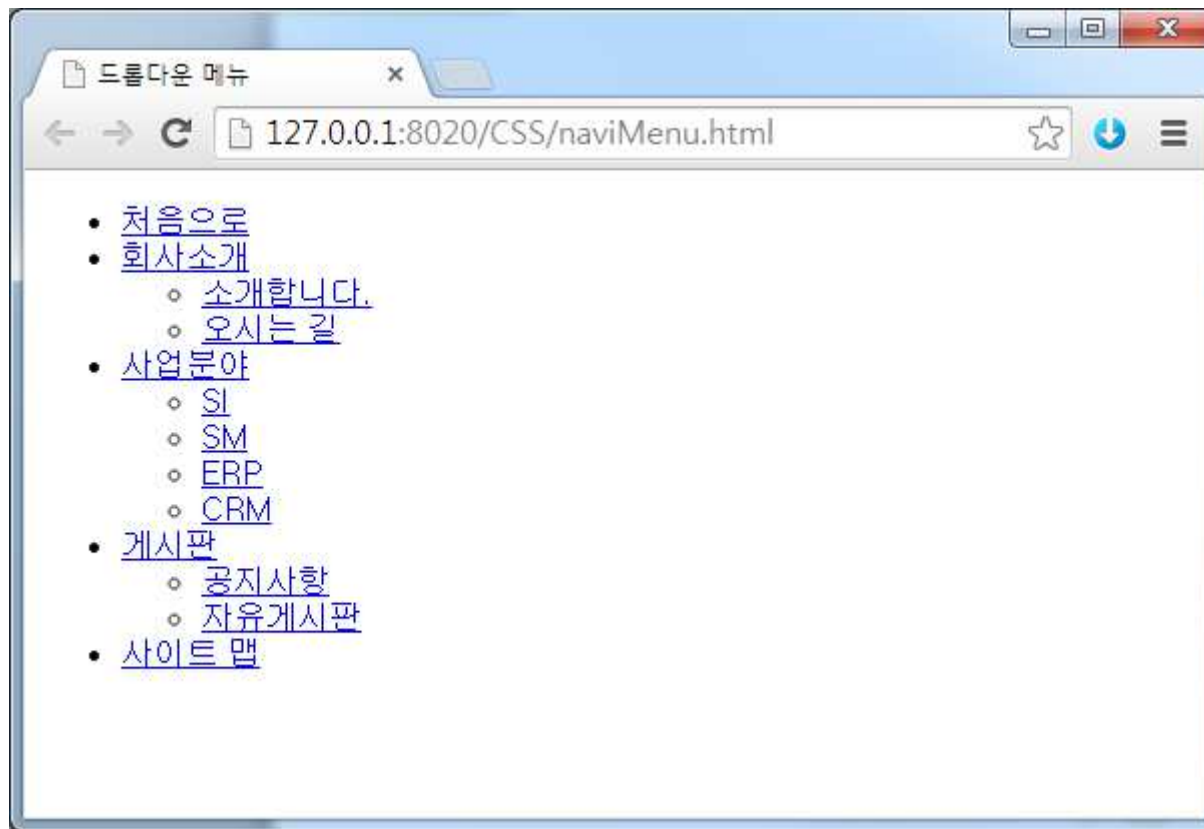 드롭다운 메뉴
127.0.0.1:8020/CSS/naviMenu.html
처음으로
회사소개
소개합니다.
오시는 길
사업분야
SI
SM
ERP
CRM
게시판
공지사항
자유게시판
사이트 맵